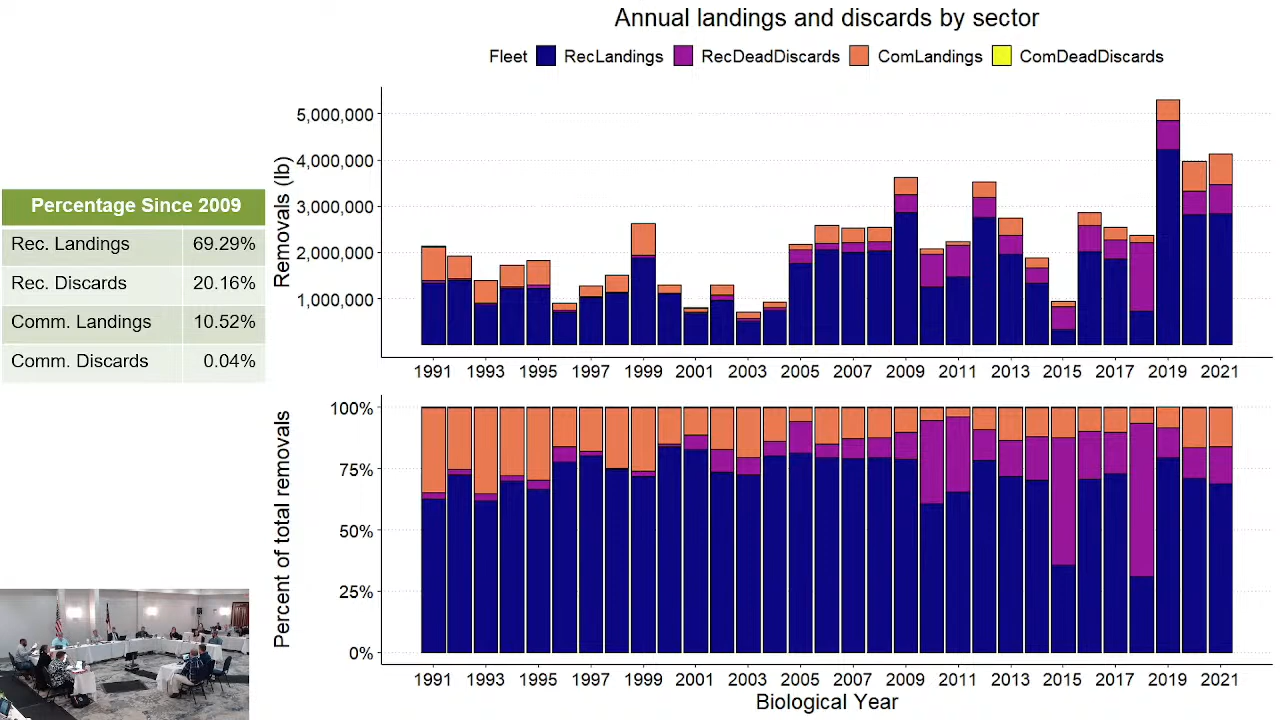 Annual landings and discards by sector
Fleet RecLandings RecDeadDiscards ComLandings ComDeadDiscards
Removals (lb)
5,000,000
4,000,000
3,000,000
2,000,000
1,000,000
1991 1993 1995 1997 1999 2001 2003 2005 2007 2009 2011 2013 2015 2017 2019 2021
Percentage Since 2009
Rec. Landings 69.29%
Rec. Discards 20.16%
Comm. Landings 10.52%
Comm. Discards 0.04%
Percent of total removals
100%
75%
50%
25%
0%
1991 1993 1995 1997 1999 2001 2003 2005 2007 2009 2011 2013 2015 2017 2019 2021
Biological Year